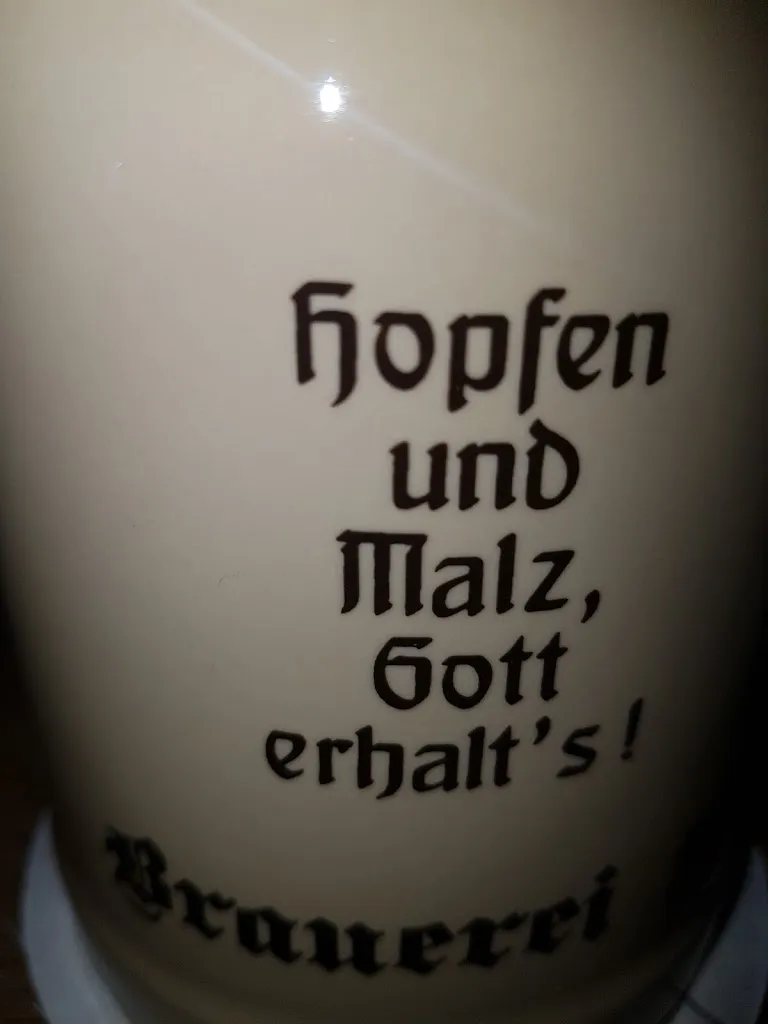 Hopfen
und
Malz,
Gott
erhalt's!
Brauerei